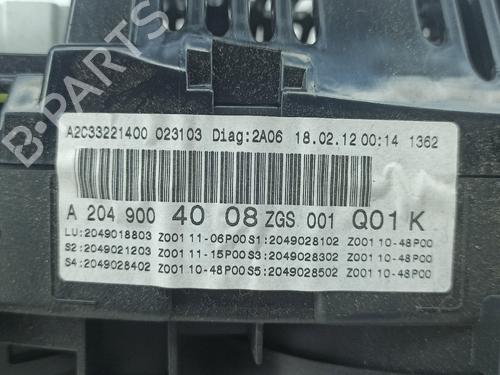 B-PARTS
A2C33221400 023103 Diag:2A06 18.02.12 00:14 1362
A 204 900 40 08 ZGS 001 Q01 K
LU:2049018803 Z001 11-06P00 S1:2049028102 Z001 10-48P00
S2:2049021203 Z001 11-15P00 S3:2049028302 Z001 10-48P00
S4:2049028402 Z001 10-48P00 S5:2049028502 Z001 10-48P00